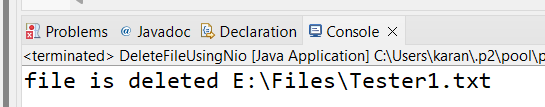 Problems @ Javadoc Declaration Console
<terminated> DeleteFileUsingNio [Java Application] C:\Users\karan\.p2\pool\p
file is deleted E:\Files\Tester1.txt